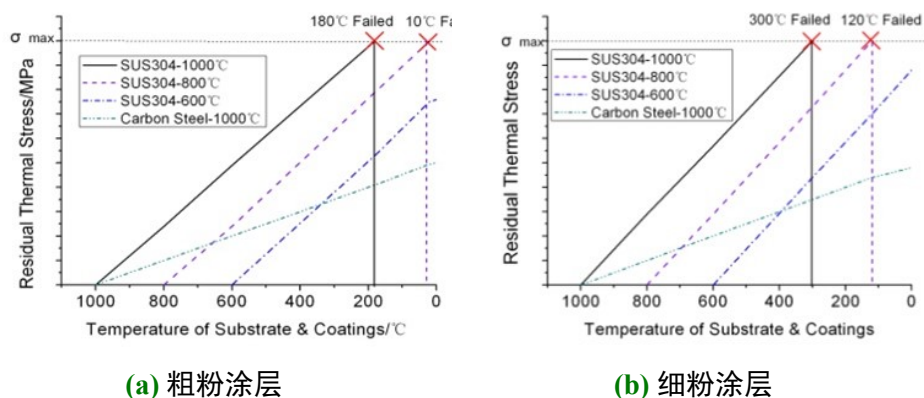 180℃ Failed
10℃ Fa
σ max
SUS304-1000℃
SUS304-800℃
SUS304-600℃
Carbon Steel-1000℃
Residual Thermal Stress/MPa
1000
800
600
400
200
0
Temperature of Substrate & Coatings/℃
(a) 粗粉涂层
300℃ Failed
120℃ Failed
σ max
SUS304-1000℃
SUS304-800℃
SUS304-600℃
Carbon Steel-1000℃
Residual Thermal Stress
1000
800
600
400
200
0
Temperature of Substrate & Coatings
(b) 细粉涂层